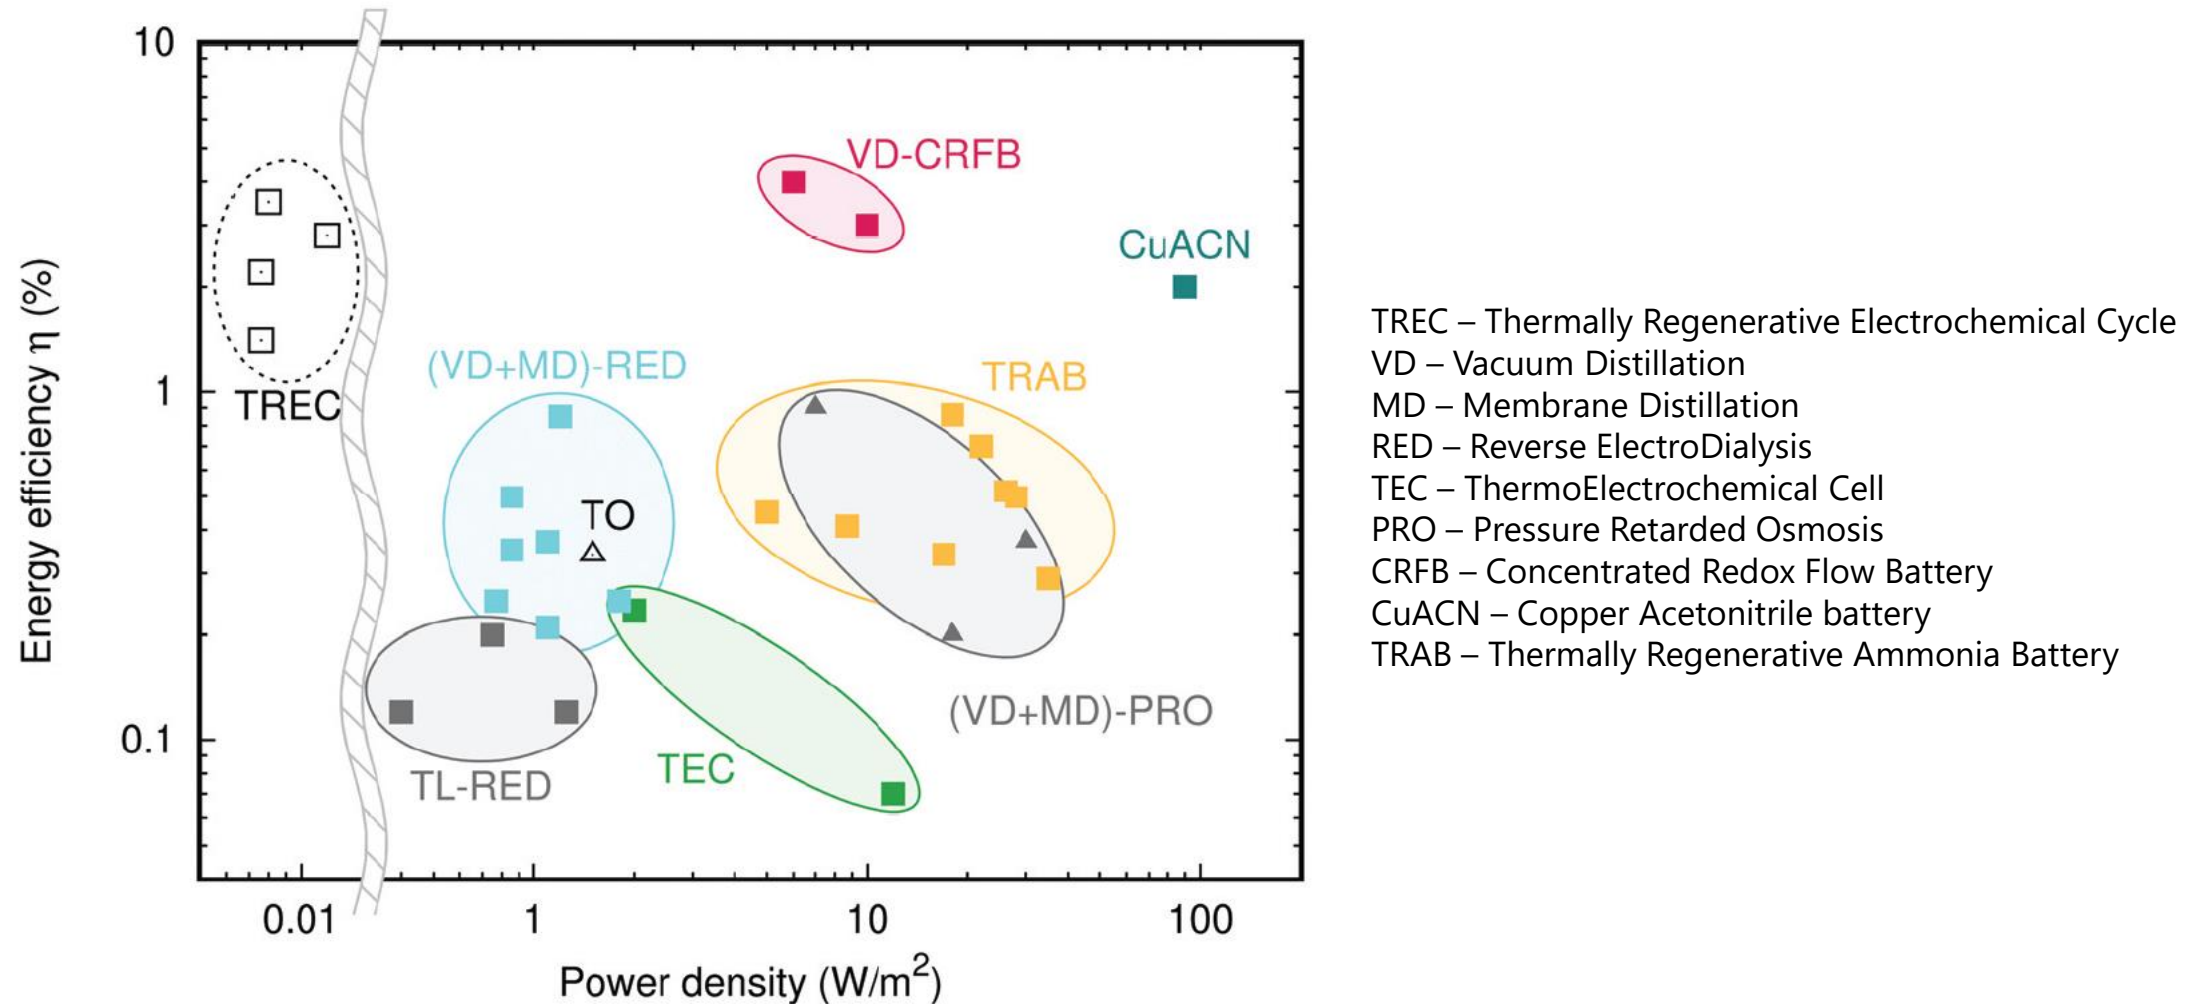 10
VD-CRFB
CuACN
(VD+MD)-RED
TRAB
1
TREC
TO
Energy efficiency η (%)
(VD+MD)-PRO
0.1
TEC
TL-RED
0.01
1
10
100
Power density (W/m²)
TREC – Thermally Regenerative Electrochemical Cycle
VD – Vacuum Distillation
MD – Membrane Distillation
RED – Reverse ElectroDialysis
TEC – ThermoElectrochemical Cell
PRO – Pressure Retarded Osmosis
CRFB – Concentrated Redox Flow Battery
CuACN – Copper Acetonitrile battery
TRAB – Thermally Regenerative Ammonia Battery